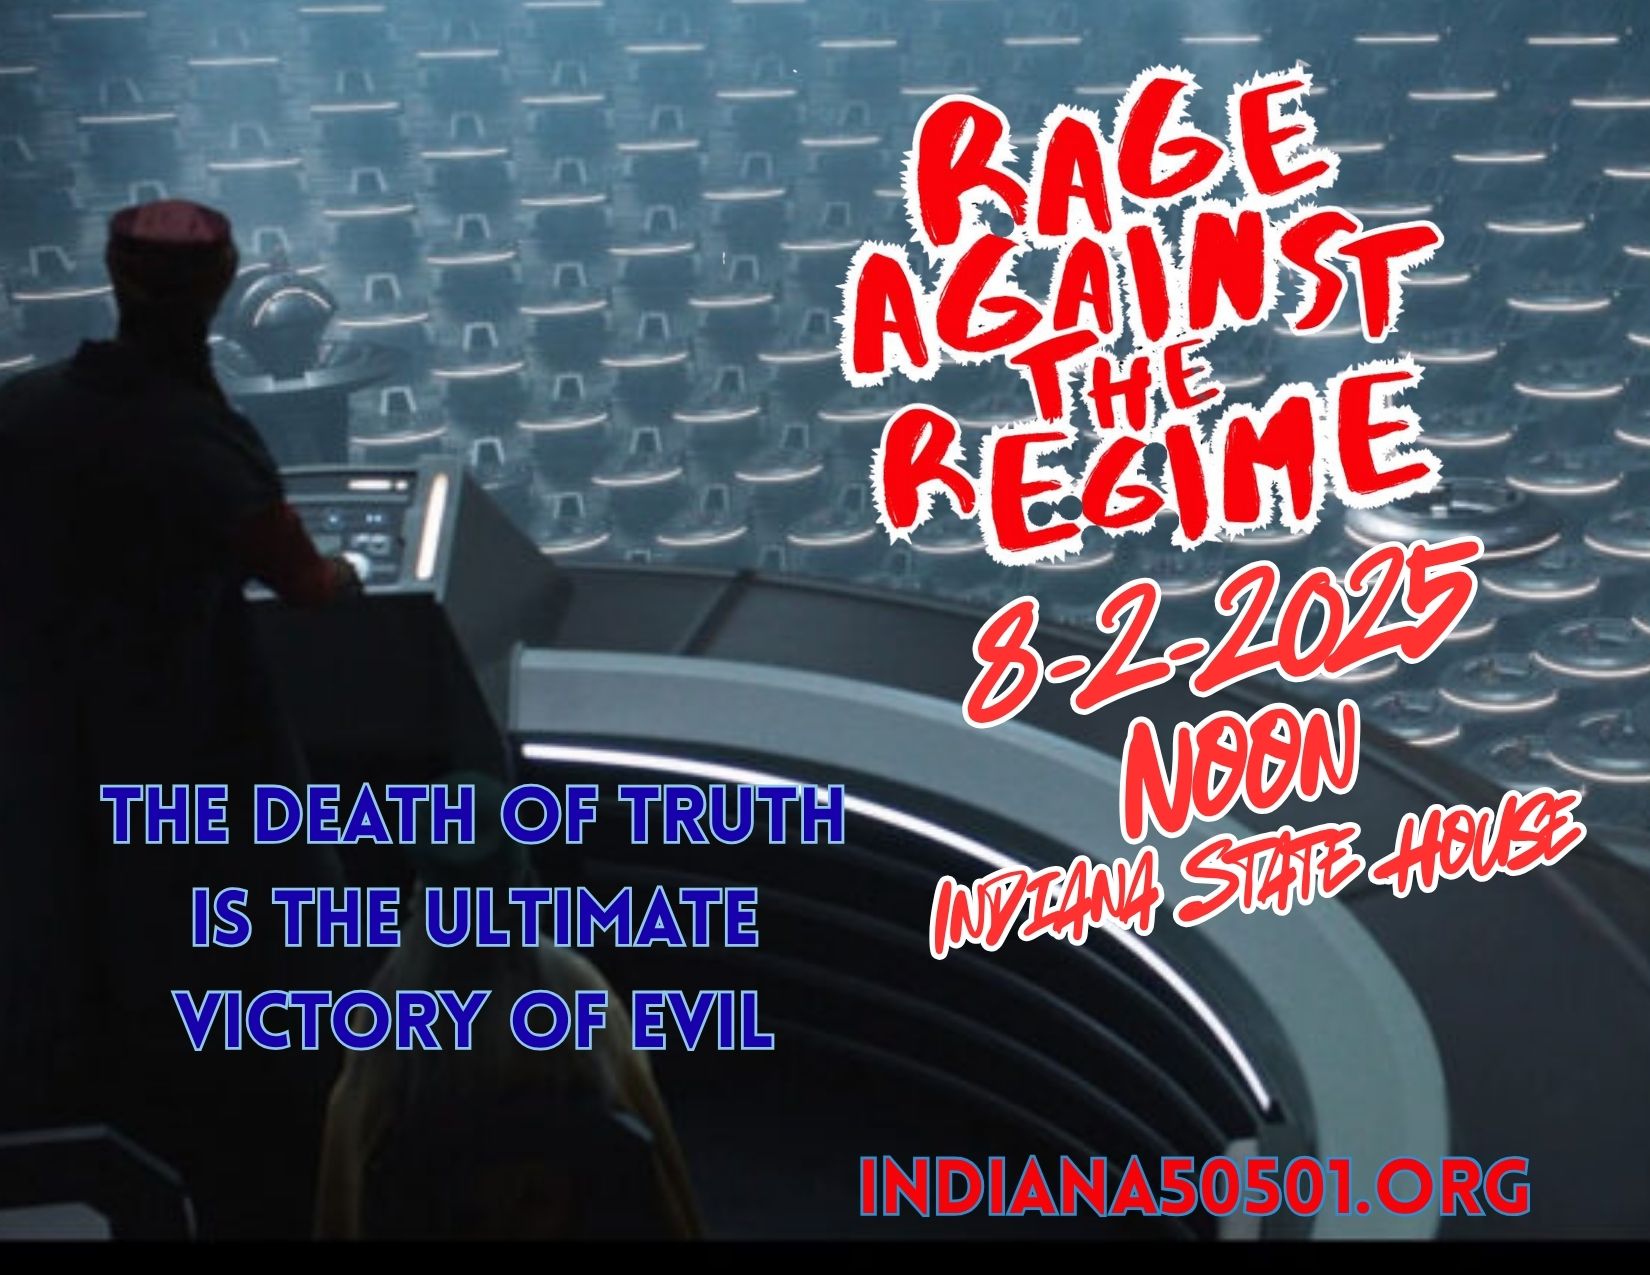 RAGE
AGAINST
THE
REGIME
8-2-2025
NOON
INDIANA STATE HOUSE
THE DEATH OF TRUTH
IS THE ULTIMATE
VICTORY OF EVIL
INDIANA50501.ORG